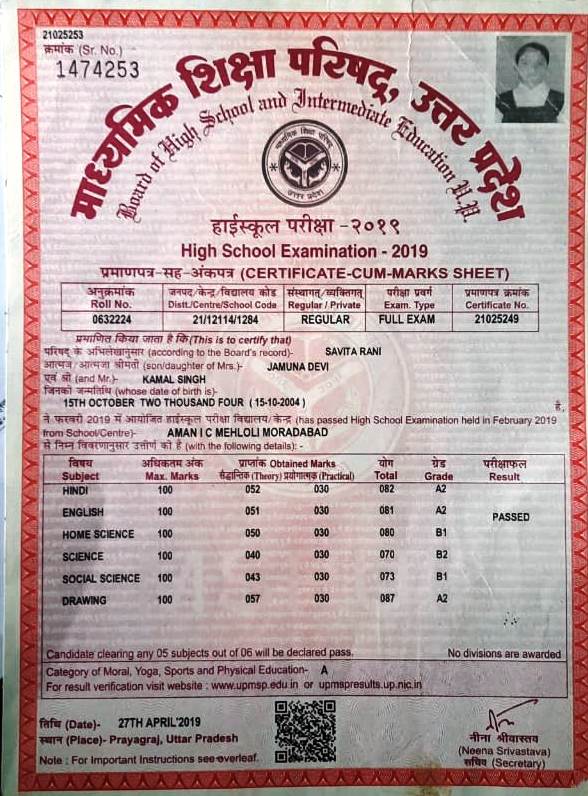 21025253
क्रमांक (Sr. No.)
1474253
माध्यमिक शिक्षा परिषद्, उत्तर प्रदेश
Board of High School and Intermediate Education U.P.
माध्यमिक शिक्षा परिषद
उत्तर प्रदेश
हाईस्कूल परीक्षा -२०१९
High School Examination - 2019
प्रमाणपत्र-सह-अंकपत्र (CERTIFICATE-CUM-MARKS SHEET)
अनुक्रमांक जनपद/केन्द्र/विद्यालय कोड संस्थागत/व्यक्तिगत परीक्षा प्रवर्ग प्रमाणपत्र क्रमांक
Roll No. Distt./Centre/School Code Regular / Private Exam. Type Certificate No.
0632224 21/12114/1284 REGULAR FULL EXAM 21025249
प्रमाणित किया जाता है कि(This is to certify that)
परिषद के अभिलेखानुसार (according to the Board's record)- SAVITA RANI
आत्मज/आत्मजा श्रीमती (son/daughter of Mrs.)- JAMUNA DEVI
एवं श्री (and Mr.)- KAMAL SINGH
जिनकी जन्मतिथि (whose date of birth is)-
15TH OCTOBER TWO THOUSAND FOUR ( 15-10-2004 ) है,
ने फरवरी 2019 में आयोजित हाईस्कूल परीक्षा विद्यालय/केन्द्र (has passed High School Examination held in February 2019
from School/Centre)- AMAN I C MEHLOLI MORADABAD
से निम्न विवरणानुसार उत्तीर्ण की है (with the following details): -
विषय अधिकतम अंक प्राप्तांक Obtained Marks योग ग्रेड परीक्षाफल
Subject Max. Marks सैद्धान्तिक (Theory) प्रयोगात्मक (Practical) Total Grade Result
HINDI 100 052 030 082 A2
ENGLISH 100 051 030 081 A2 PASSED
HOME SCIENCE 100 050 030 080 B1
SCIENCE 100 040 030 070 B2
SOCIAL SCIENCE 100 043 030 073 B1
DRAWING 100 057 030 087 A2
Candidate clearing any 05 subjects out of 06 will be declared pass. No divisions are awarded
Category of Moral, Yoga, Sports and Physical Education- A
For result verification visit website : www.upmsp.edu.in or upmspresults.up.nic.in
तिथि (Date)- 27TH APRIL'2019
स्थान (Place)- Prayagraj, Uttar Pradesh
नीना श्रीवास्तव
(Neena Srivastava)
सचिव (Secretary)
Note : For Important Instructions see overleaf.